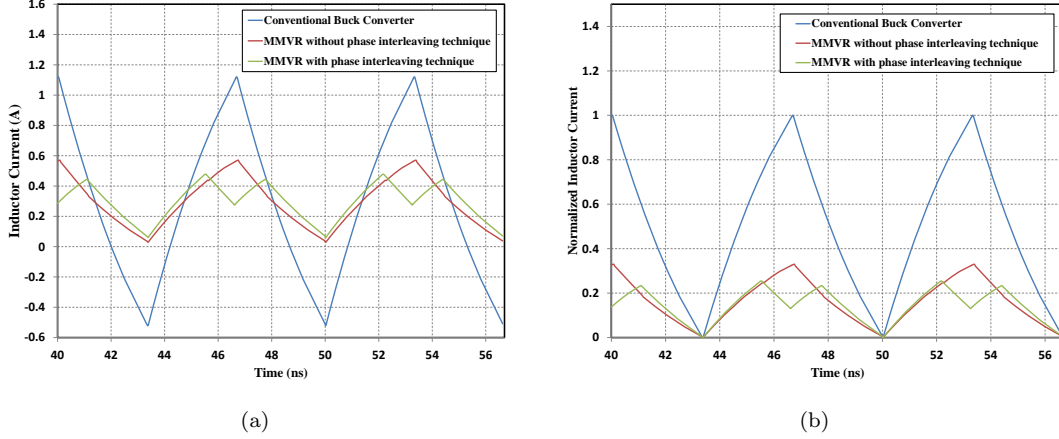 1.6
1.4
1.2
1
0.8
0.6
0.4
0.2
0
-0.2
-0.4
-0.6
Inductor Current (A)
Conventional Buck Converter
MMVR without phase interleaving technique
MMVR with phase interleaving technique
40 42 44 46 48 50 52 54 56
Time (ns)
(a)
1.4
1.2
1
0.8
0.6
0.4
0.2
0
Normalized Inductor Current
Conventional Buck Converter
MMVR without phase interleaving technique
MMVR with phase interleaving technique
40 42 44 46 48 50 52 54 56
Time (ns)
(b)